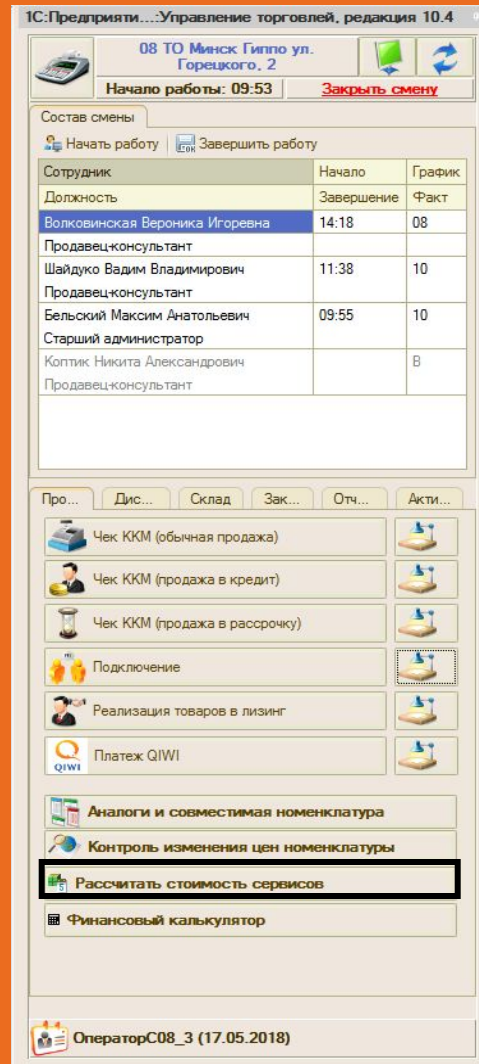 1С:Предприяти...:Управление торговлей, редакция 10.4
08 ТО Минск Гиппо ул.
Горецкого, 2
Начало работы: 09:53 Закрыть смену
Состав смены
Начать работу Завершить работу
Сотрудник Начало График
Должность Завершение Факт
Волковинская Вероника Игоревна 14:18 08
Продавец-консультант
Шайдуко Вадим Владимирович 11:38 10
Продавец-консультант
Бельский Максим Анатольевич 09:55 10
Старший администратор
Коптик Никита Александрович В
Продавец-консультант
Про... Дис... Склад Зак... Отч... Акти...
Чек ККМ (обычная продажа)
Чек ККМ (продажа в кредит)
Чек ККМ (продажа в рассрочку)
Подключение
Реализация товаров в лизинг
QIWI Платеж QIWI
Аналоги и совместимая номенклатура
Контроль изменения цен номенклатуры
Рассчитать стоимость сервисов
Финансовый калькулятор
ОператорС08_3 (17.05.2018)